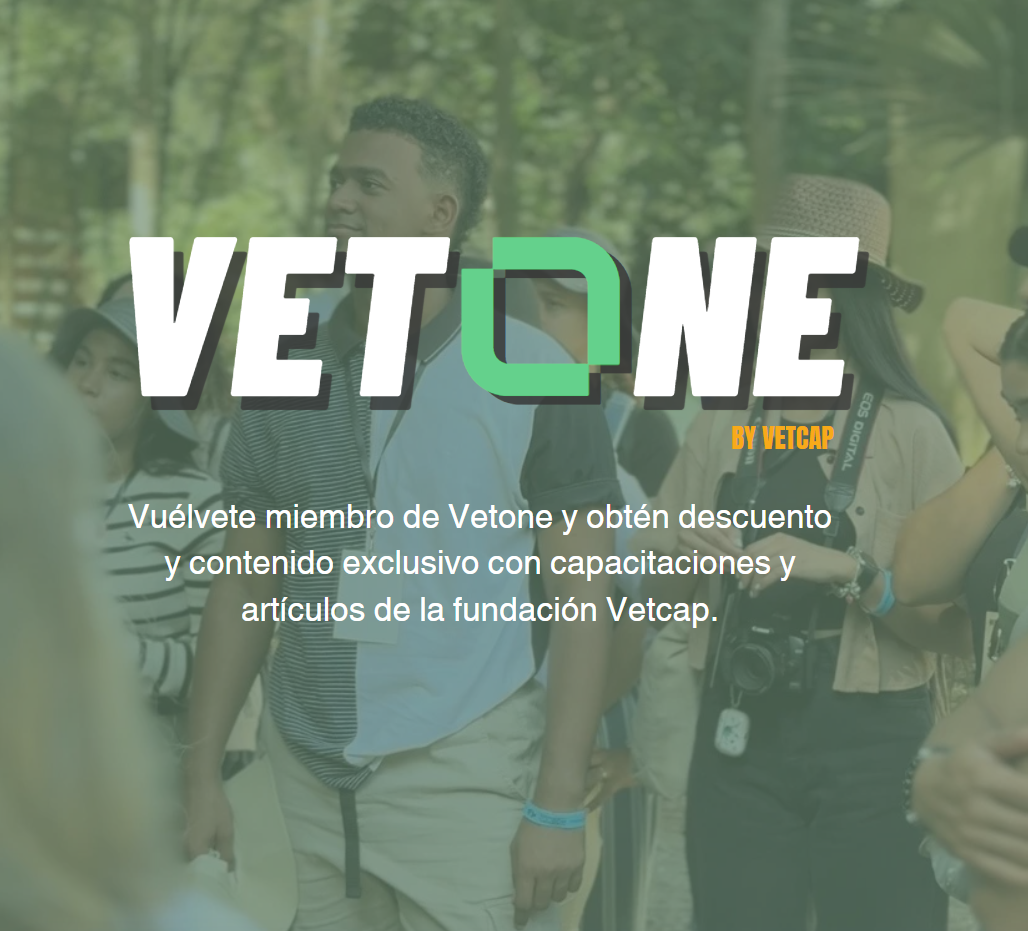 VETONE
BY VETCAP
Vuélvete miembro de Vetone y obtén descuento
y contenido exclusivo con capacitaciones y
artículos de la fundación Vetcap.
EOS DIGITAL